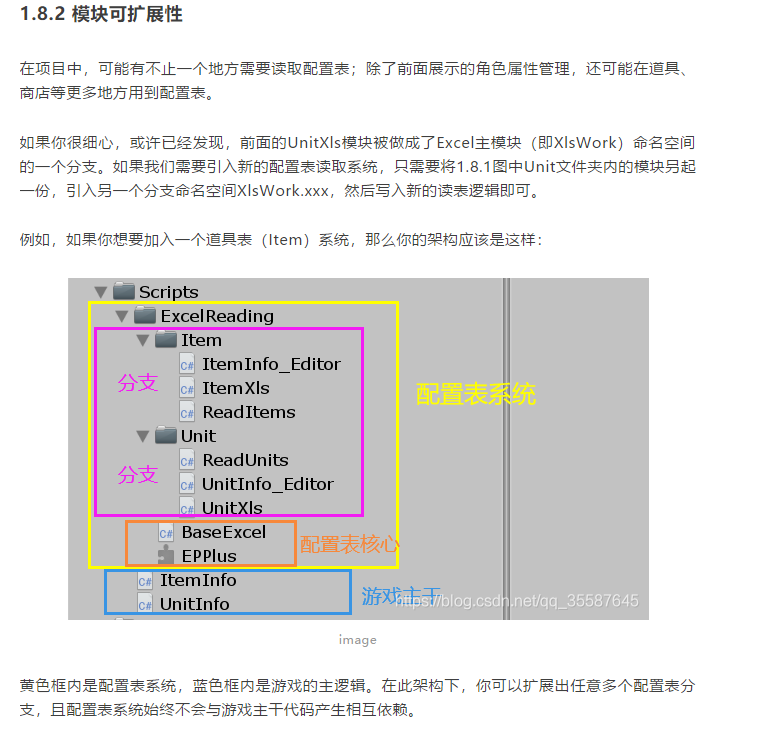 1.8.2 模块可扩展性
在项目中，可能有不止一个地方需要读取配置表；除了前面展示的角色属性管理，还可能在道具、
商店等更多地方用到配置表。
如果你很细心，或许已经发现，前面的UnitXls模块被做成了Excel主模块（即XlsWork）命名空间
的一个分支。如果我们需要引入新的配置表读取系统，只需要将1.8.1图中Unit文件夹内的模块另起
一份，引入另一个分支命名空间XlsWork.xxx，然后写入新的读表逻辑即可。
例如，如果你想要加入一个道具表（Item）系统，那么你的架构应该是这样：
Scripts
ExcelReading
Item
C# ItemInfo_Editor
分支
C# ItemXls
配置表系统
C# ReadItems
Unit
C# ReadUnits
分支
C# UnitInfo_Editor
C# UnitXls
C# BaseExcel
配置表核心
EPPlus
C# ItemInfo
游戏主干
C# UnitInfo
https://blog.csdn.net/qq_35587645
image
黄色框内是配置表系统，蓝色框内是游戏的主逻辑。在此架构下，你可以扩展出任意多个配置表分
支，且配置表系统始终不会与游戏主干代码产生相互依赖。